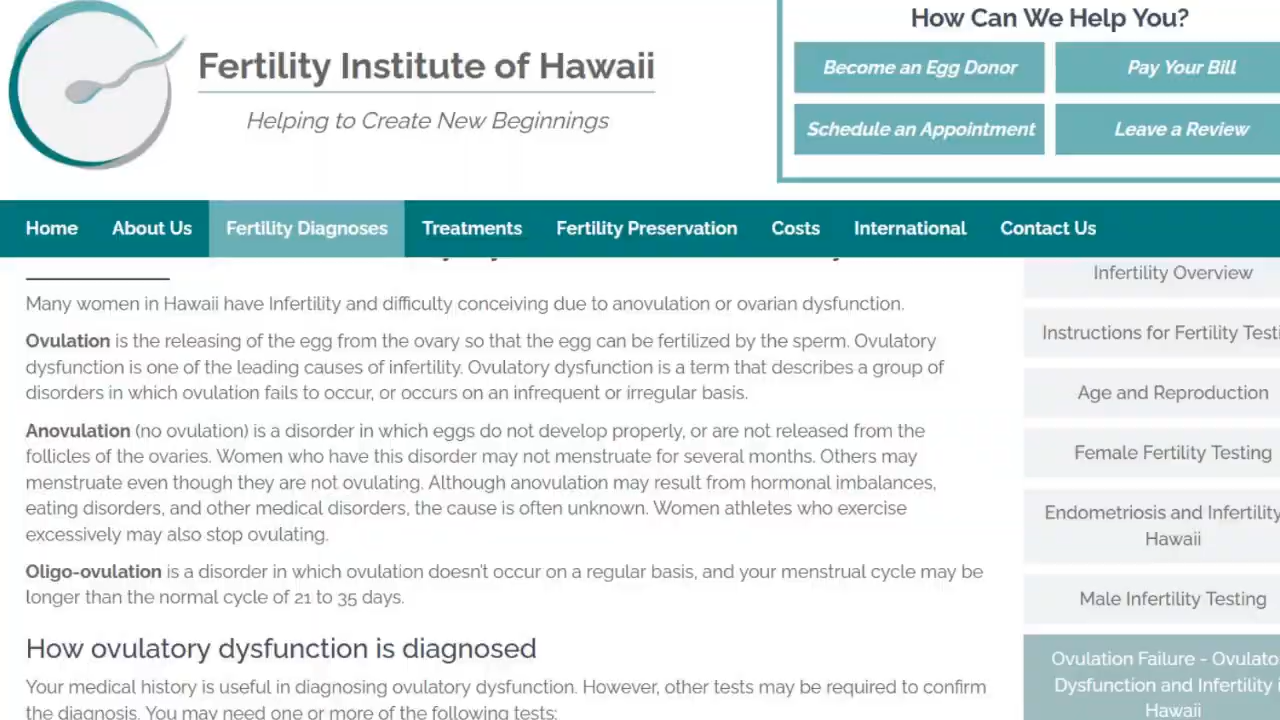 How Can We Help You?
Fertility Institute of Hawaii
Helping to Create New Beginnings
Become an Egg Donor
Pay Your Bill
Schedule an Appointment
Leave a Review
Home
About Us
Fertility Diagnoses
Treatments
Fertility Preservation
Costs
International
Contact Us
Many women in Hawaii have Infertility and difficulty conceiving due to anovulation or ovarian dysfunction.
Ovulation is the releasing of the egg from the ovary so that the egg can be fertilized by the sperm. Ovulatory
dysfunction is one of the leading causes of infertility. Ovulatory dysfunction is a term that describes a group of
disorders in which ovulation fails to occur, or occurs on an infrequent or irregular basis.
Anovulation (no ovulation) is a disorder in which eggs do not develop properly, or are not released from the
follicles of the ovaries. Women who have this disorder may not menstruate for several months. Others may
menstruate even though they are not ovulating. Although anovulation may result from hormonal imbalances,
eating disorders, and other medical disorders, the cause is often unknown. Women athletes who exercise
excessively may also stop ovulating.
Oligo-ovulation is a disorder in which ovulation doesn't occur on a regular basis, and your menstrual cycle may be
longer than the normal cycle of 21 to 35 days.
How ovulatory dysfunction is diagnosed
Your medical history is useful in diagnosing ovulatory dysfunction. However, other tests may be required to confirm
the diagnosis. You may need one or more of the following tests:
Infertility Overview
Instructions for Fertility Testi
Age and Reproduction
Female Fertility Testing
Endometriosis and Infertility
Hawaii
Male Infertility Testing
Ovulation Failure - Ovulato
Dysfunction and Infertility i
Hawaii